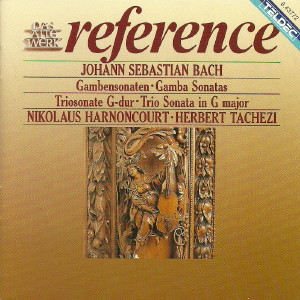 DAS
ALTE
WERK
reference
TELDEC
JOHANN SEBASTIAN BACH
Gambensonaten · Gamba Sonatas
Triosonate G-dur · Trio Sonata in G major
NIKOLAUS HARNONCOURT · HERBERT TACHEZI